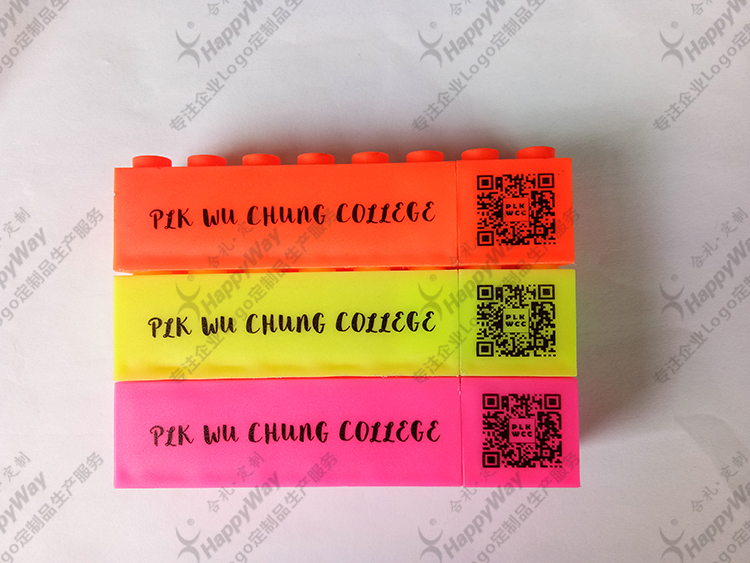 PLK WU CHUNG COLLEGE
PLK
WCC
PLK WU CHUNG COLLEGE
PLK
WCC
PLK WU CHUNG COLLEGE
PLK
WCC
合礼·定制
HappyWay
专注企业Logo定制品生产服务